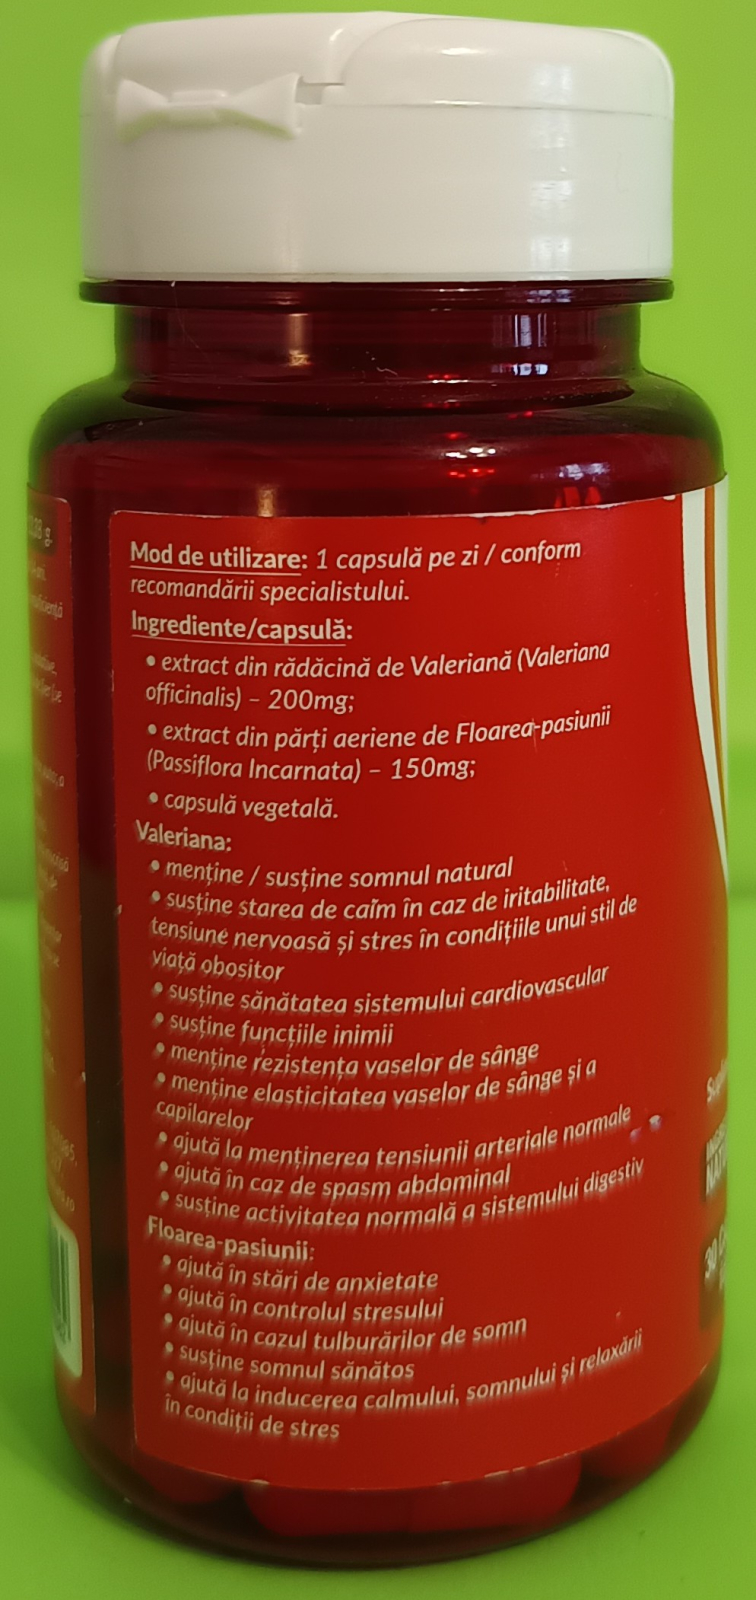 Mod de utilizare: 1 capsulă pe zi / conform
recomandării specialistului.
Ingrediente/capsulă:
• extract din rădăcină de Valeriană (Valeriana
officinalis) – 200mg;
• extract din părți aeriene de Floarea-pasiunii
(Passiflora Incarnata) – 150mg;
• capsulă vegetală.
Valeriana:
• menține / susține somnul natural
• susține starea de calm în caz de iritabilitate,
tensiune nervoasă și stres în condițiile unui stil de
viață obositor
• susține sănătatea sistemului cardiovascular
• susține funcțiile inimii
• menține rezistența vaselor de sânge
• menține elasticitatea vaselor de sânge și a
capilarelor
• ajută la menținerea tensiunii arteriale normale
• ajută în caz de spasm abdominal
• susține activitatea normală a sistemului digestiv
Floarea-pasiunii:
• ajută în stări de anxietate
• ajută în controlul stresului
• ajută în cazul tulburărilor de somn
• susține somnul sănătos
• ajută la inducerea calmului, somnului și relaxării
în condiții de stres
30